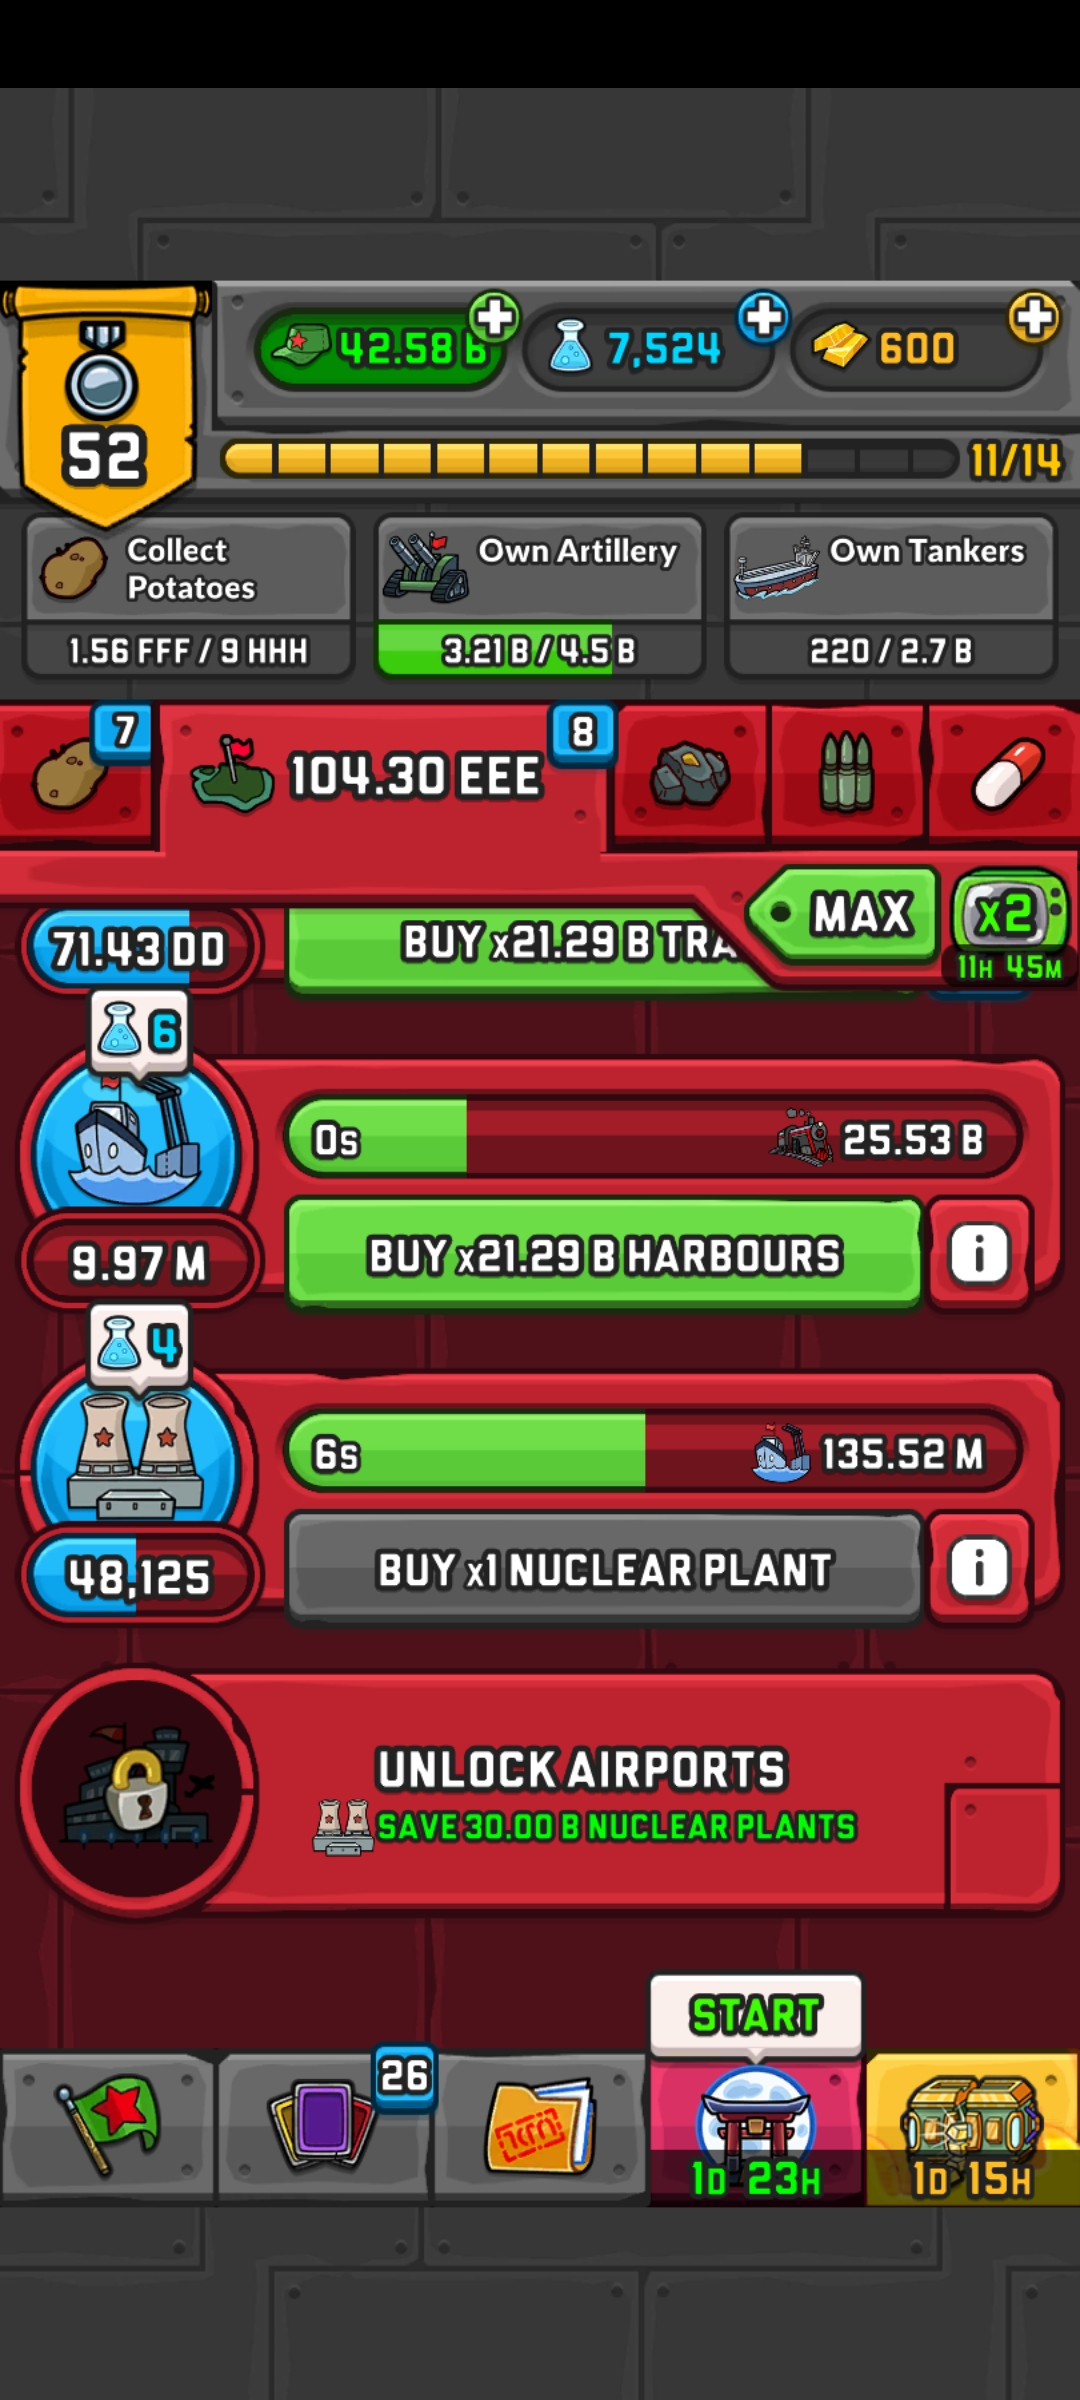 42.58 B
7,524
600
52
11/14
Collect
Potatoes
Own Artillery
Own Tankers
1.56 FFF / 9 HHH
3.21 B / 4.5 B
220 / 2.7 B
7
104.30 EEE
8
MAX
x2
11H 45M
71.43 DD
BUY x21.29 B TRA
6
0s
25.53 B
9.97 M
BUY x21.29 B HARBOURS
i
4
6s
135.52 M
48,125
BUY x1 NUCLEAR PLANT
i
UNLOCK AIRPORTS
SAVE 30.00 B NUCLEAR PLANTS
START
26
1D 23H
1D 15H